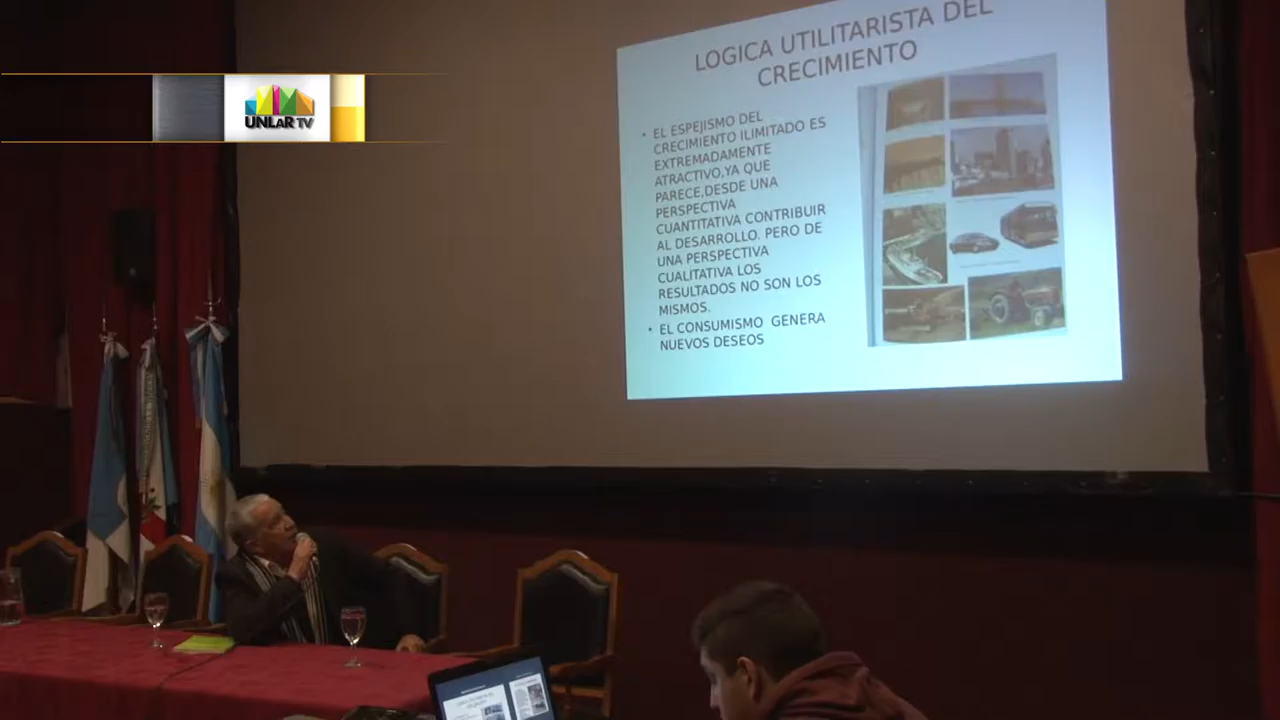 UNLAR TV
LOGICA UTILITARISTA DEL
CRECIMIENTO
• EL ESPEJISMO DEL
CRECIMIENTO ILIMITADO ES
EXTREMADAMENTE
ATRACTIVO,YA QUE
PARECE,DESDE UNA
PERSPECTIVA
CUANTITATIVA CONTRIBUIR
AL DESARROLLO. PERO DE
UNA PERSPECTIVA
CUALITATIVA LOS
RESULTADOS NO SON LOS
MISMOS.
• EL CONSUMISMO GENERA
NUEVOS DESEOS